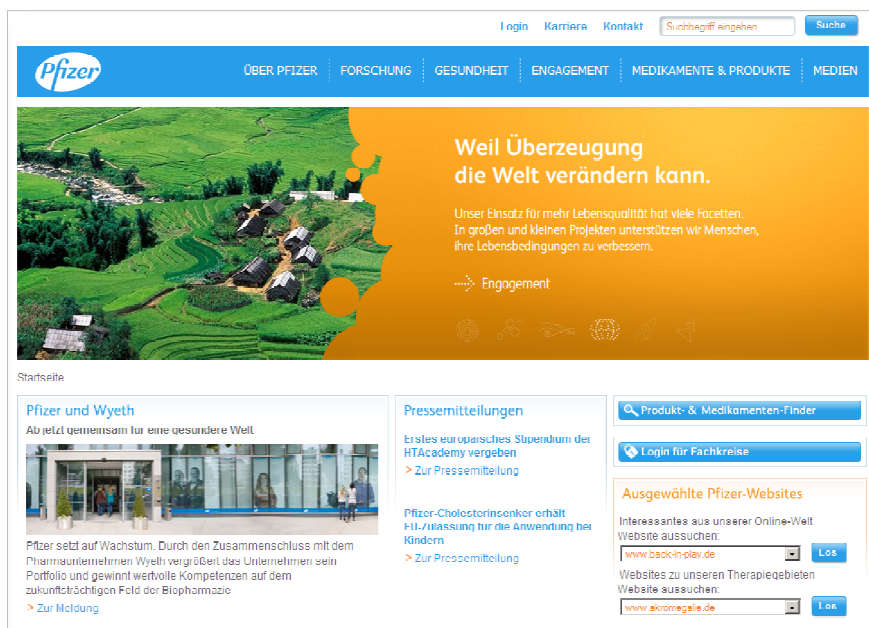 Login Karriere Kontakt Suchbegriff eingeben Suche
Pfizer ÜBER PFIZER FORSCHUNG GESUNDHEIT ENGAGEMENT MEDIKAMENTE & PRODUKTE MEDIEN
Weil Überzeugung
die Welt verändern kann.
Unser Einsatz für mehr Lebensqualität hat viele Facetten.
In großen und kleinen Projekten unterstützen wir Menschen,
ihre Lebensbedingungen zu verbessern.
Engagement
Startseite
Pfizer und Wyeth
Ab jetzt gemeinsam für eine gesundere Welt
Pfizer setzt auf Wachstum. Durch den Zusammenschluss mit dem
Pharmaunternehmen Wyeth vergrößert das Unternehmen sein
Portfolio und gewinnt wertvolle Kompetenzen auf dem
zukunftsträchtigen Feld der Biopharmazie
> Zur Meldung
Pressemitteilungen
Erstes europäisches Stipendium der
HTAcademy vergeben
> Zur Pressemitteilung
Pfizer-Cholesterinsenker erhält
EU-Zulassung für die Anwendung bei
Kindern
> Zur Pressemitteilung
Produkt- & Medikamenten-Finder
Login für Fachkreise
Ausgewählte Pfizer-Websites
Interessantes aus unserer Online-Welt
Website aussuchen:
www.back-in-play.de Los
Websites zu unseren Therapiegebieten
Website aussuchen:
www.akromegalie.de Los